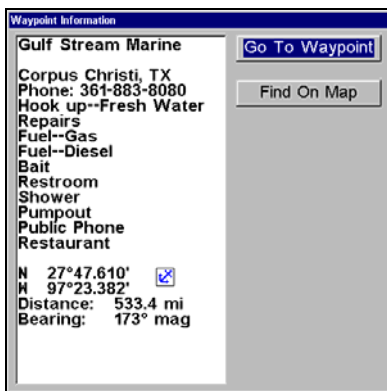 Waypoint Information
Gulf Stream Marine
Corpus Christi, TX
Phone: 361-883-8080
Hook up--Fresh Water
Repairs
Fuel--Gas
Fuel--Diesel
Bait
Restroom
Shower
Pumpout
Public Phone
Restaurant
N 27°47.610'
W 97°23.382'
Distance: 533.4 mi
Bearing: 173° mag
Go To Waypoint
Find On Map